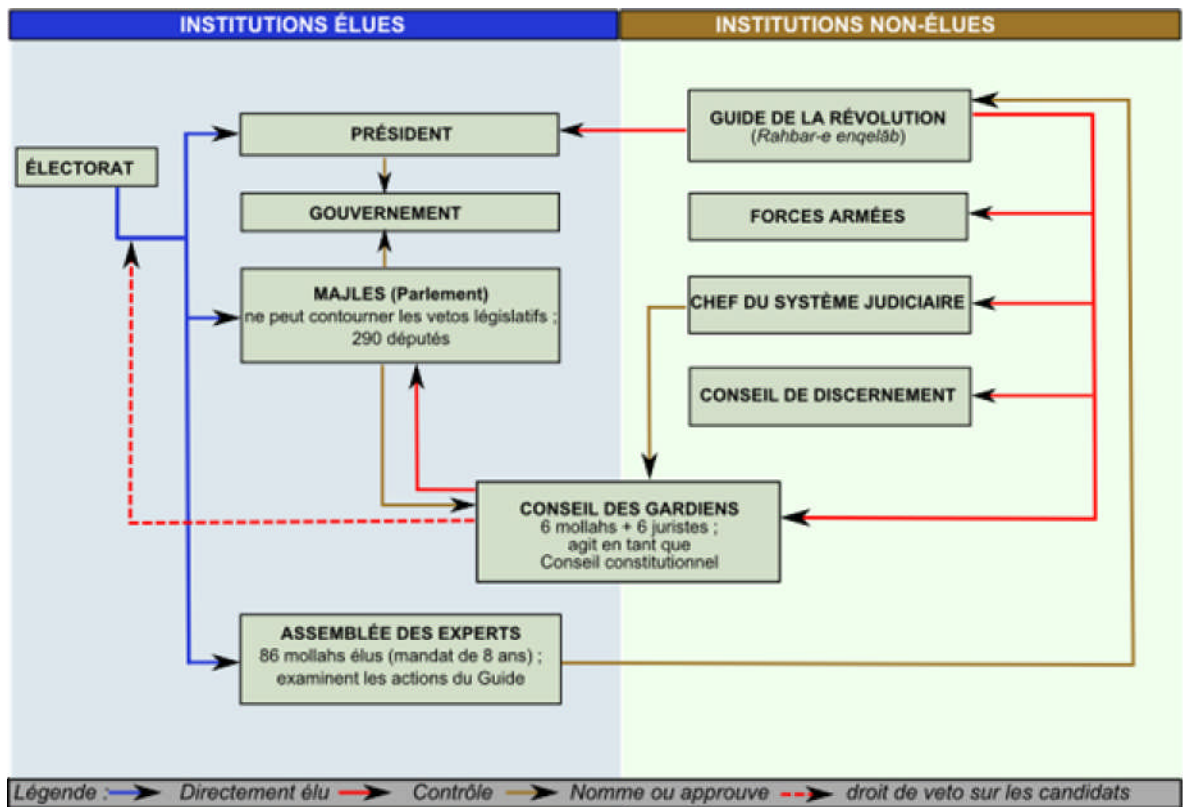 INSTITUTIONS ÉLUES
INSTITUTIONS NON-ÉLUES
ÉLECTORAT
PRÉSIDENT
GOUVERNEMENT
MAJLES (Parlement)
ne peut contourner les vetos législatifs ;
290 députés
GUIDE DE LA RÉVOLUTION
(Rahbar-e enqelâb)
FORCES ARMÉES
CHEF DU SYSTÈME JUDICIAIRE
CONSEIL DE DISCERNEMENT
CONSEIL DES GARDIENS
6 mollahs + 6 juristes ;
agit en tant que
Conseil constitutionnel
ASSEMBLÉE DES EXPERTS
86 mollahs élus (mandat de 8 ans) ;
examinent les actions du Guide
Légende : Directement élu Contrôle Nomme ou approuve droit de veto sur les candidats